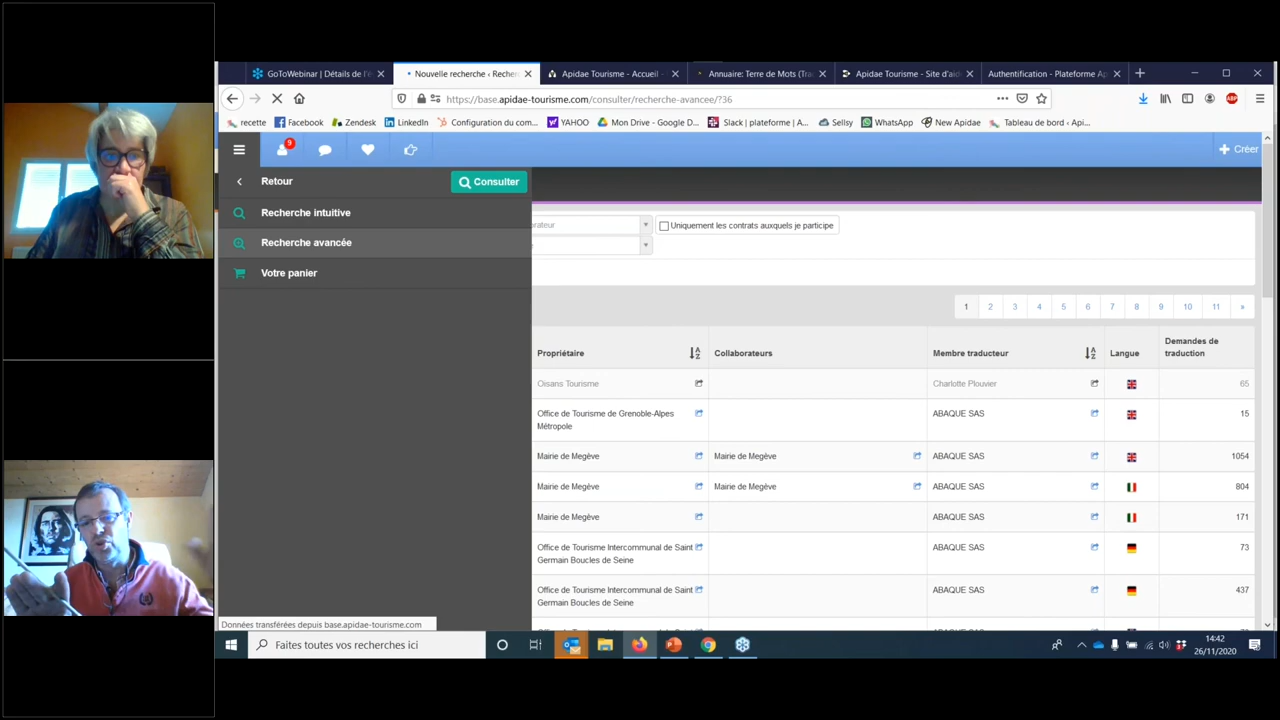 GoToWebinar | Détails de l'é
Nouvelle recherche ‹ Recher
Apidae Tourisme - Accueil
Annuaire: Terre de Mots (Tra
Apidae Tourisme - Site d'aid
Authentification - Plateforme Ap
https://base.apidae-tourisme.com/consulter/recherche-avancee/?36
recette
Facebook
Zendesk
LinkedIn
Configuration du com...
YAHOO
Mon Drive - Google D...
Slack | plateforme | A...
Sellsy
WhatsApp
New Apidae
Tableau de bord ‹ Api...
ABP
9
Créer
Retour
Consulter
Recherche intuitive
Recherche avancée
Votre panier
orateur
Uniquement les contrats auxquels je participe
1 2 3 4 5 6 7 8 9 10 11 »
Propriétaire
Collaborateurs
Membre traducteur
Langue
Demandes de
traduction
Oisans Tourisme Charlotte Plouvier 65
Office de Tourisme de Grenoble-Alpes ABAQUE SAS 15
Métropole
Mairie de Megève Mairie de Megève ABAQUE SAS 1054
Mairie de Megève Mairie de Megève ABAQUE SAS 804
Mairie de Megève ABAQUE SAS 171
Office de Tourisme Intercommunal de Saint ABAQUE SAS 73
Germain Boucles de Seine
Office de Tourisme Intercommunal de Saint ABAQUE SAS 437
Germain Boucles de Seine
Données transférées depuis base.apidae-tourisme.com
Faites toutes vos recherches ici
14:42
26/11/2020